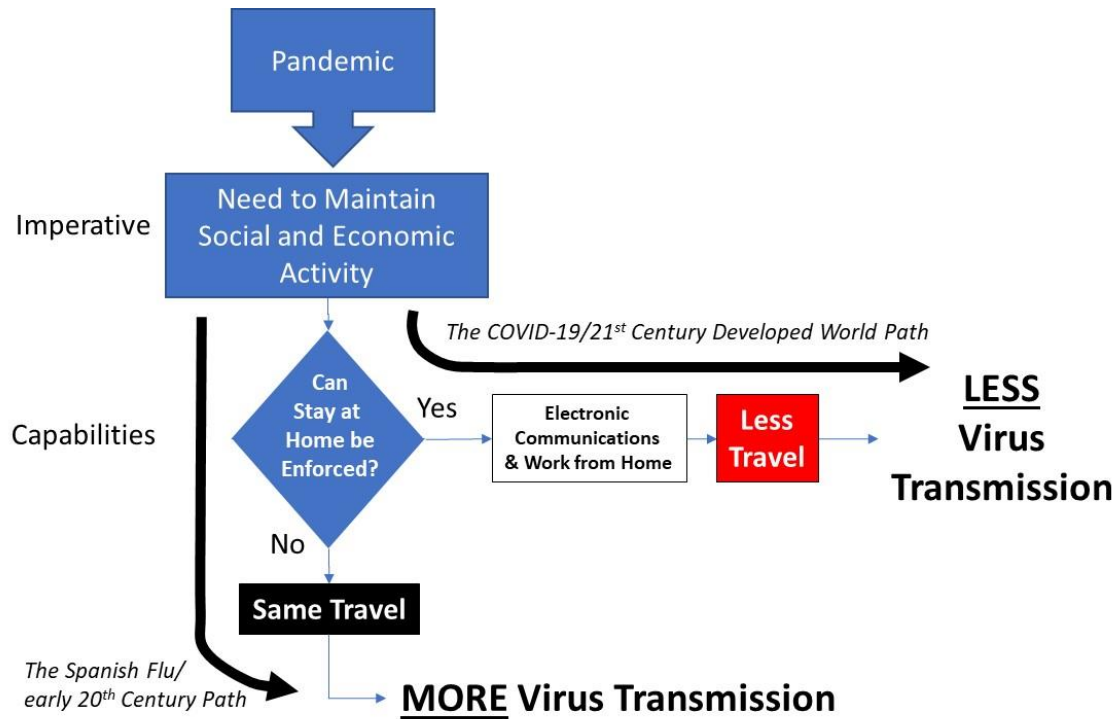 Pandemic
Imperative
Need to Maintain
Social and Economic
Activity
The COVID-19/21st Century Developed World Path
Capabilities
Can
Stay at
Home be
Enforced?
Yes
Electronic
Communications
& Work from Home
Less
Travel
LESS
Virus
Transmission
No
Same Travel
The Spanish Flu/
early 20th Century Path
MORE Virus Transmission